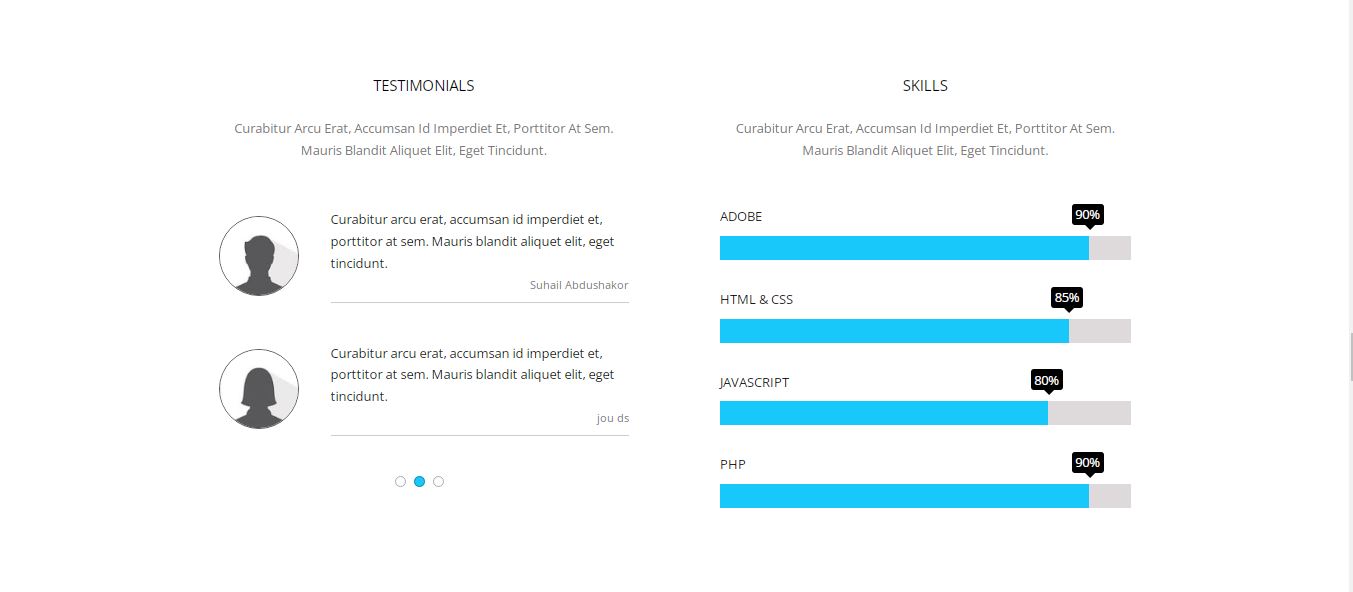 TESTIMONIALS
Curabitur Arcu Erat, Accumsan Id Imperdiet Et, Porttitor At Sem.
Mauris Blandit Aliquet Elit, Eget Tincidunt.
Curabitur arcu erat, accumsan id imperdiet et,
porttitor at sem. Mauris blandit aliquet elit, eget
tincidunt.
Suhail Abdushakor
Curabitur arcu erat, accumsan id imperdiet et,
porttitor at sem. Mauris blandit aliquet elit, eget
tincidunt.
jou ds
SKILLS
Curabitur Arcu Erat, Accumsan Id Imperdiet Et, Porttitor At Sem.
Mauris Blandit Aliquet Elit, Eget Tincidunt.
ADOBE 90%
HTML & CSS 85%
JAVASCRIPT 80%
PHP 90%